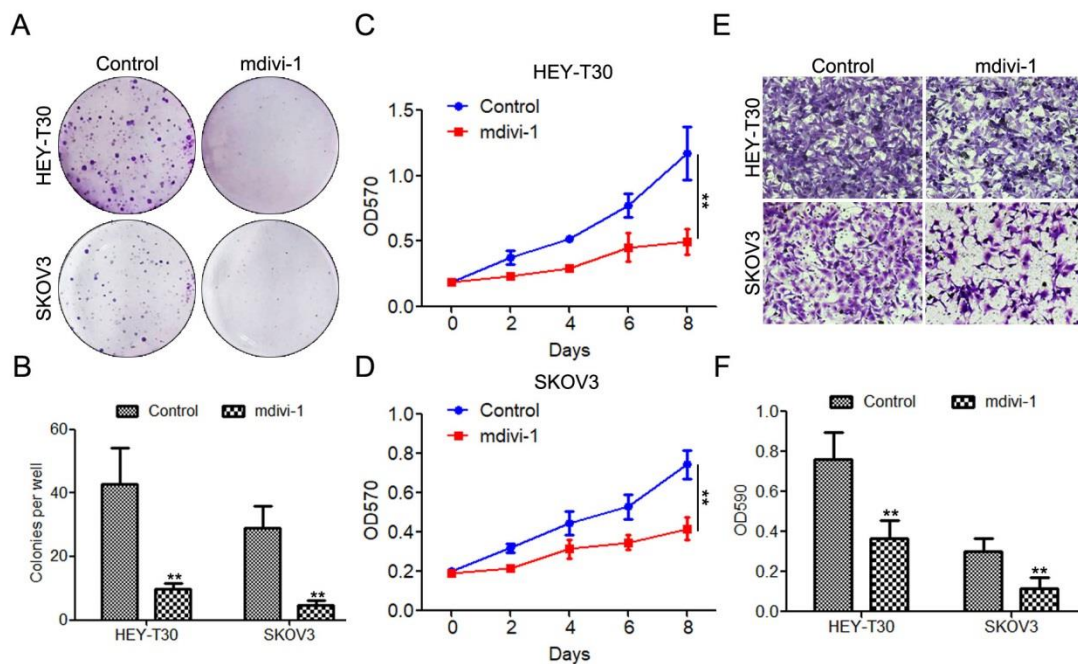 A
Control mdivi-1
HEY-T30
SKOV3
B
Control mdivi-1
Colonies per well
60
40
20
0
**
**
HEY-T30 SKOV3
C
HEY-T30
Control
mdivi-1
OD570
1.5
1.0
0.5
0.0
**
0 2 4 6 8
Days
D
SKOV3
Control
mdivi-1
OD570
1.0
0.8
0.6
0.4
0.2
0.0
**
0 2 4 6 8
Days
E
Control mdivi-1
HEY-T30
SKOV3
F
Control mdivi-1
OD590
1.0
0.8
0.6
0.4
0.2
0.0
**
**
HEY-T30 SKOV3